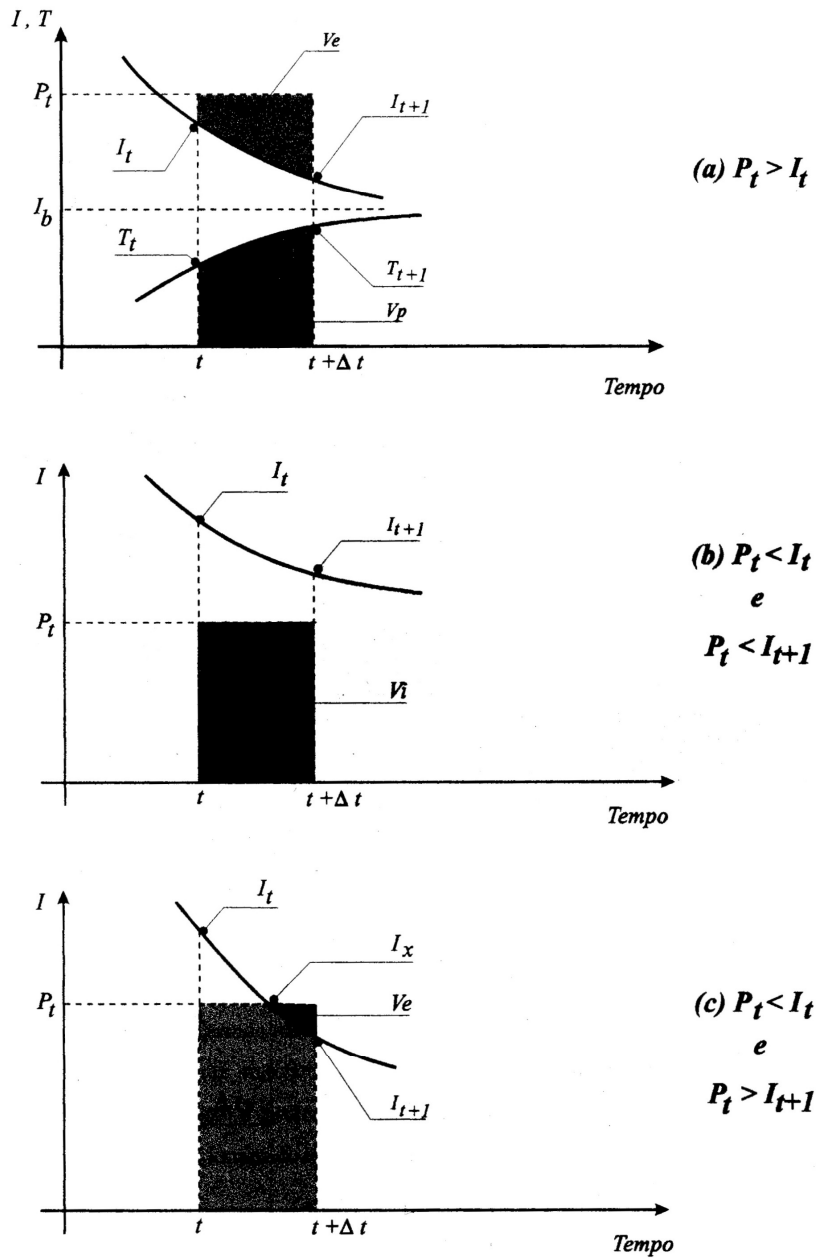 I , T
Ve
P_t
I_{t+1}
I_t
(a) P_t > I_t
I_b
T_t
T_{t+1}
Vp
t
t + Δ t
Tempo
I
I_t
I_{t+1}
(b) P_t < I_t
e
P_t < I_{t+1}
P_t
Vi
t
t + Δ t
Tempo
I
I_t
I_x
P_t
Ve
(c) P_t < I_t
e
P_t > I_{t+1}
I_{t+1}
t
t + Δ t
Tempo